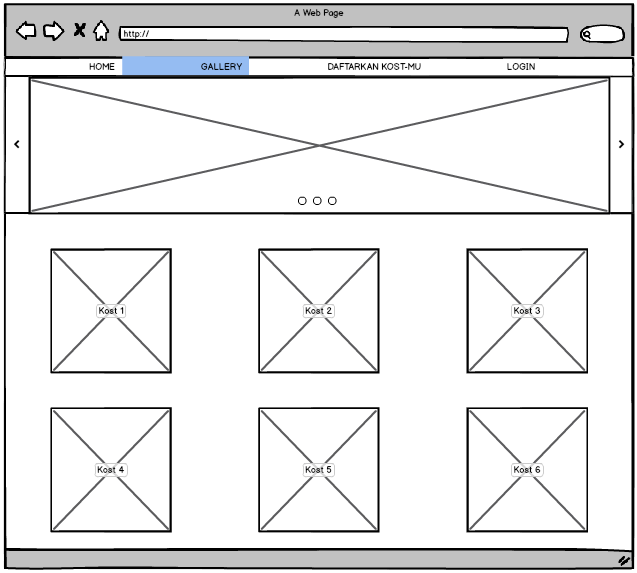 A Web Page
http://
HOME GALLERY DAFTARKAN KOST-MU LOGIN
Kost 1 Kost 2 Kost 3
Kost 4 Kost 5 Kost 6